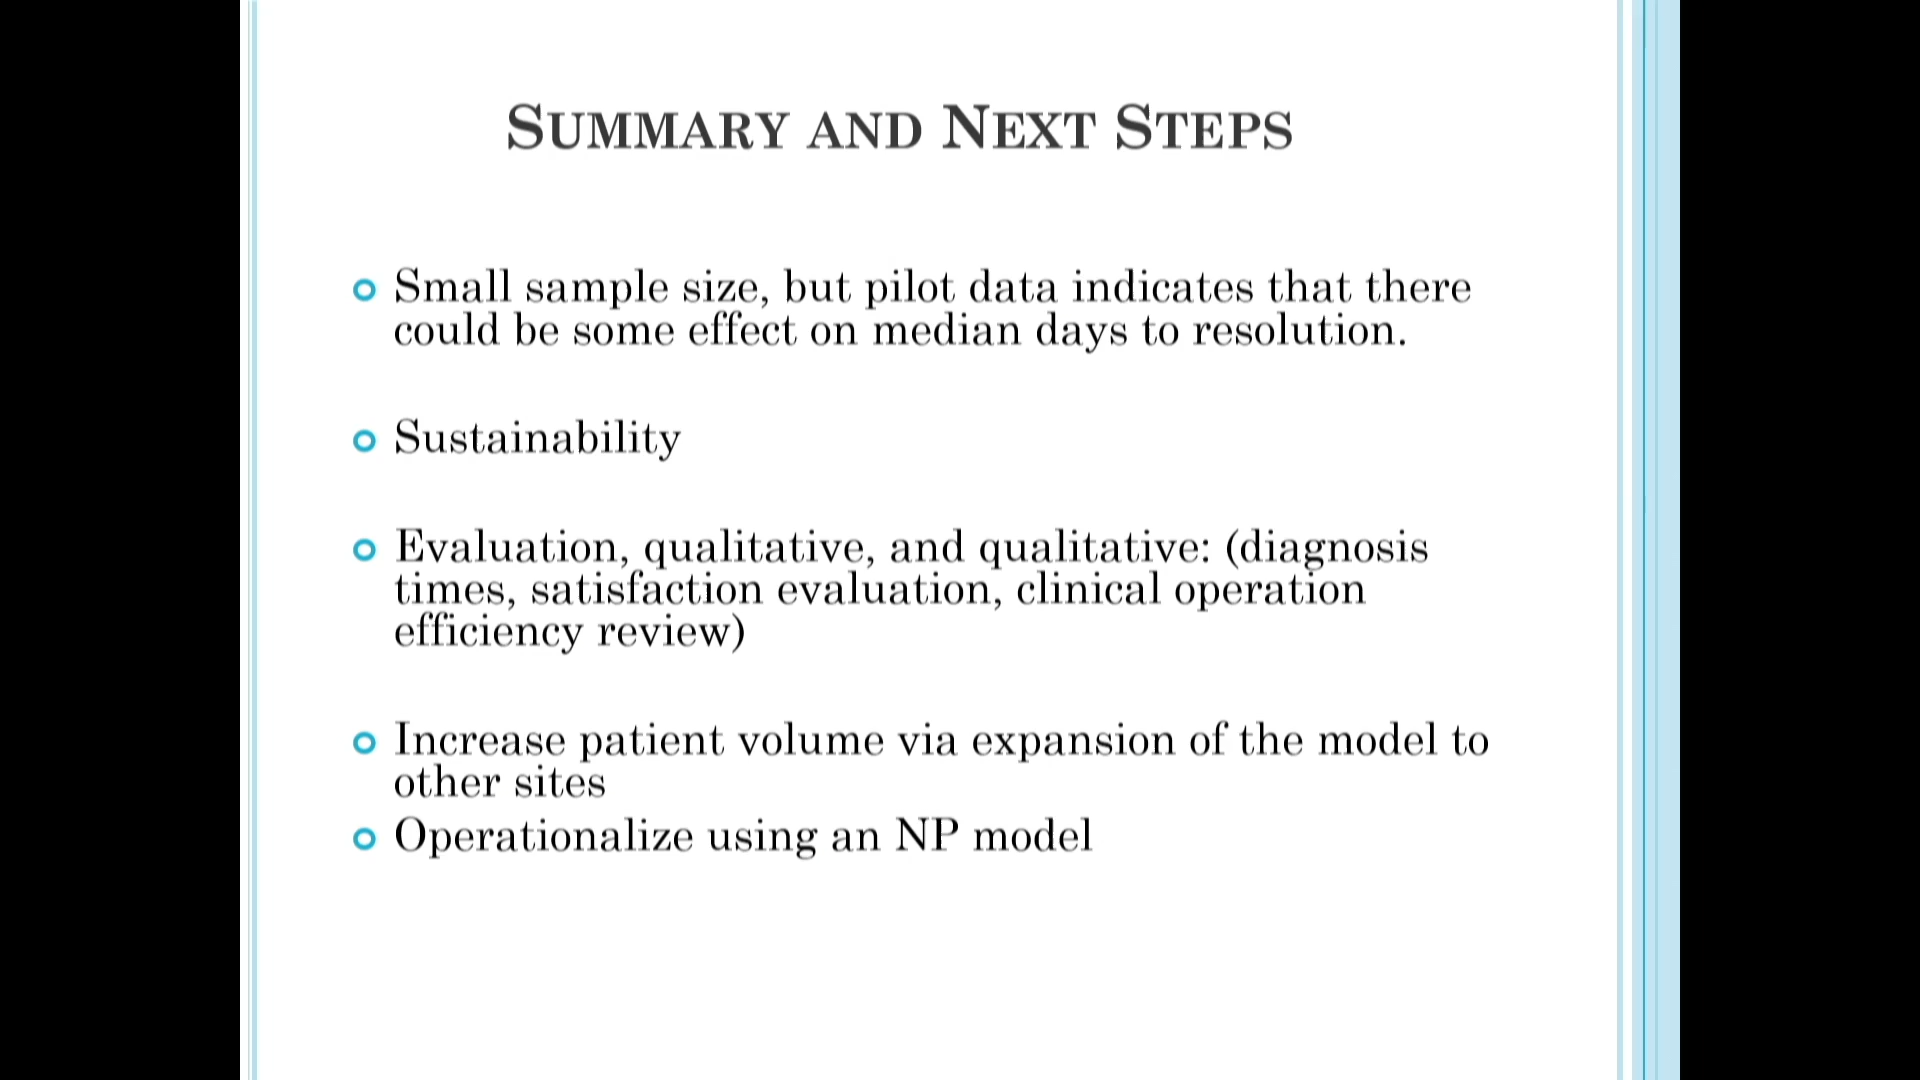 Summary and Next Steps
Small sample size, but pilot data indicates that there
could be some effect on median days to resolution.
Sustainability
Evaluation, qualitative, and qualitative: (diagnosis
times, satisfaction evaluation, clinical operation
efficiency review)
Increase patient volume via expansion of the model to
other sites
Operationalize using an NP model